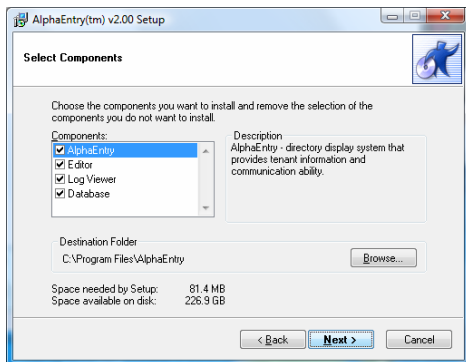 AlphaEntry(tm) v2.00 Setup
Select Components
Choose the components you want to install and remove the selection of the
components you do not want to install.
Components:
AlphaEntry
Editor
Log Viewer
Database
Description
AlphaEntry - directory display system that
provides tenant information and
communication ability.
Destination Folder
C:\Program Files\AlphaEntry
Browse...
Space needed by Setup: 81.4 MB
Space available on disk: 226.9 GB
< Back
Next >
Cancel